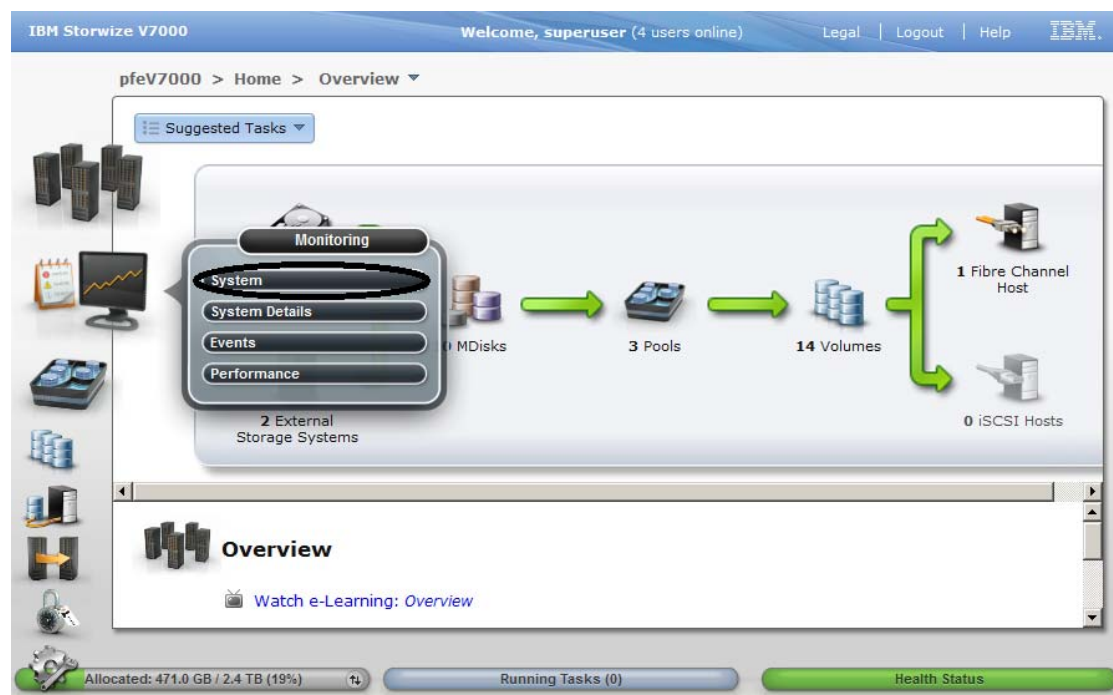 IBM Storwize V7000
Welcome, superuser (4 users online)
Legal | Logout | Help
IBM.
pfeV7000 > Home > Overview
Suggested Tasks
Monitoring
System
System Details
Events
Performance
0 MDisks
3 Pools
14 Volumes
1 Fibre Channel
Host
2 External
Storage Systems
0 iSCSI Hosts
Overview
Watch e-Learning: Overview
Allocated: 471.0 GB / 2.4 TB (19%)
Running Tasks (0)
Health Status